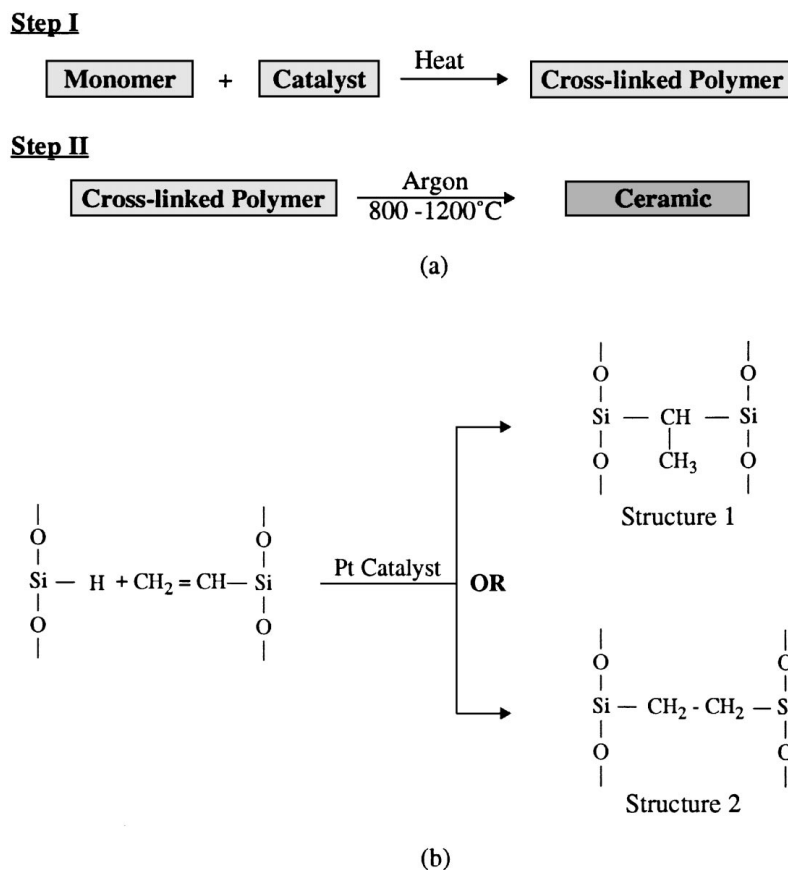 Step I
Monomer + Catalyst Heat Cross-linked Polymer
Step II
Cross-linked Polymer Argon 800 -1200°C Ceramic
(a)
O O
Si — CH — Si
O CH₃ O
Structure 1
O O
Si — H + CH₂ = CH — Si
O O
Pt Catalyst
OR
O O
Si — CH₂ - CH₂ — S
O O
Structure 2
(b)